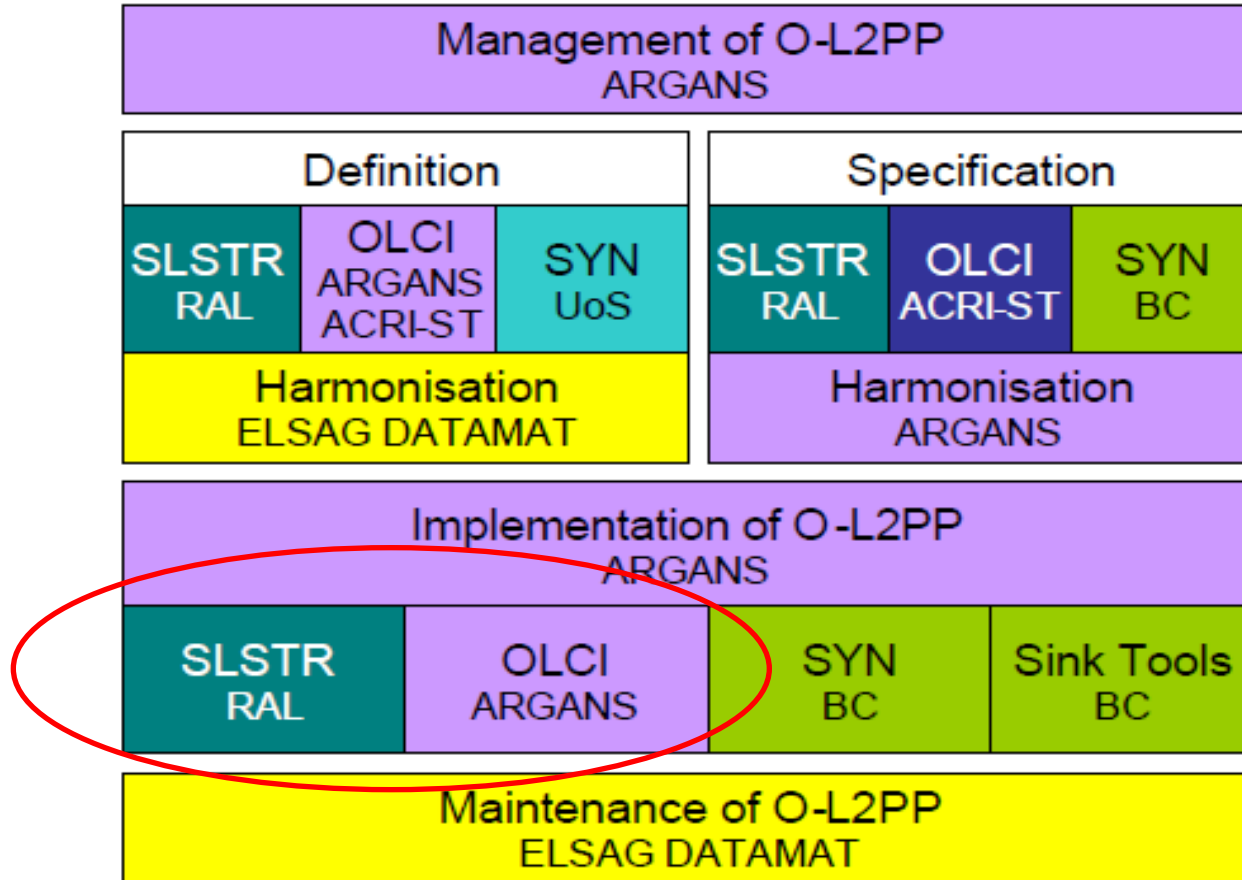 Management of O-L2PP
ARGANS
Definition
SLSTR
RAL
OLCI
ARGANS
ACRI-ST
SYN
UoS
Harmonisation
ELSAG DATAMAT
Specification
SLSTR
RAL
OLCI
ACRI-ST
SYN
BC
Harmonisation
ARGANS
Implementation of O-L2PP
ARGANS
SLSTR
RAL
OLCI
ARGANS
SYN
BC
Sink Tools
BC
Maintenance of O-L2PP
ELSAG DATAMAT